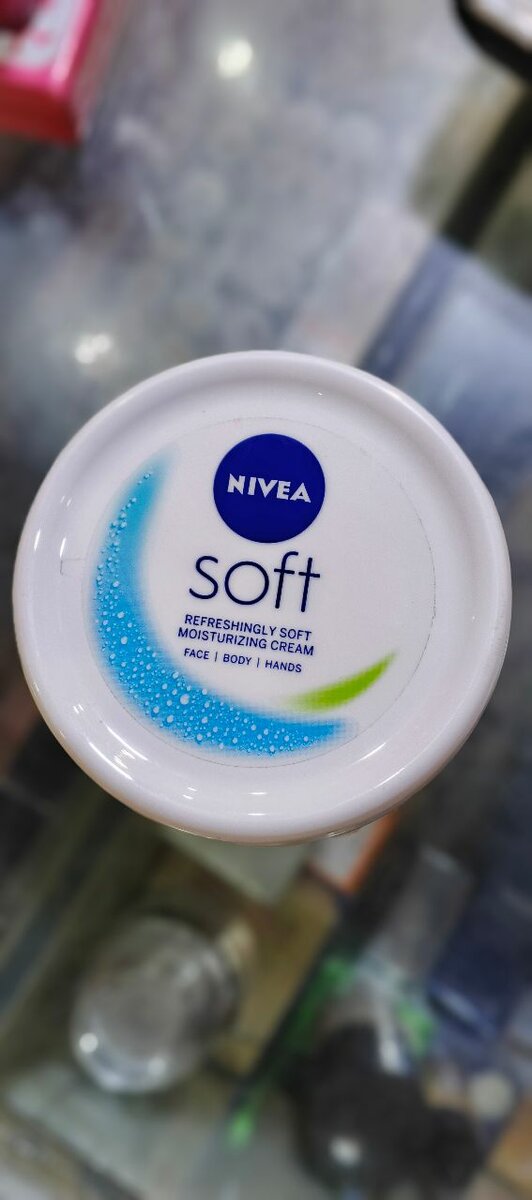 NIVEA
soft
REFRESHINGLY SOFT
MOISTURIZING CREAM
FACE | BODY | HANDS